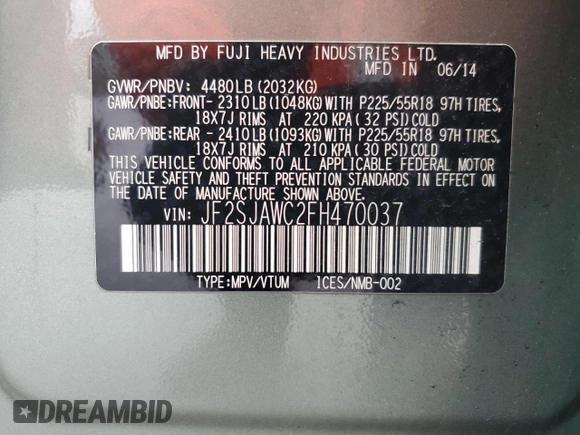 MFD BY FUJI HEAVY INDUSTRIES LTD.
MFD IN 06/14
GVWR/PNBV: 4480LB (2032KG)
GAWR/PNBE:FRONT- 2310LB (1048KG)WITH P225/55R18 97H TIRES,
18X7J RIMS AT 220 KPA ( 32 PSI) COLD
GAWR/PNBE:REAR - 2410LB (1093KG)WITH P225/55R18 97H TIRES,
18X7J RIMS AT 210 KPA ( 30 PSI) COLD
THIS VEHICLE CONFORMS TO ALL APPLICABLE FEDERAL MOTOR
VEHICLE SAFETY AND THEFT PREVENTION STANDARDS IN EFFECT
ON THE DATE OF MANUFACTURE SHOWN ABOVE.
VIN: JF2SJAWC2FH470037
TYPE:MPV/VTUM ICES/NMB-002
DREAMBID